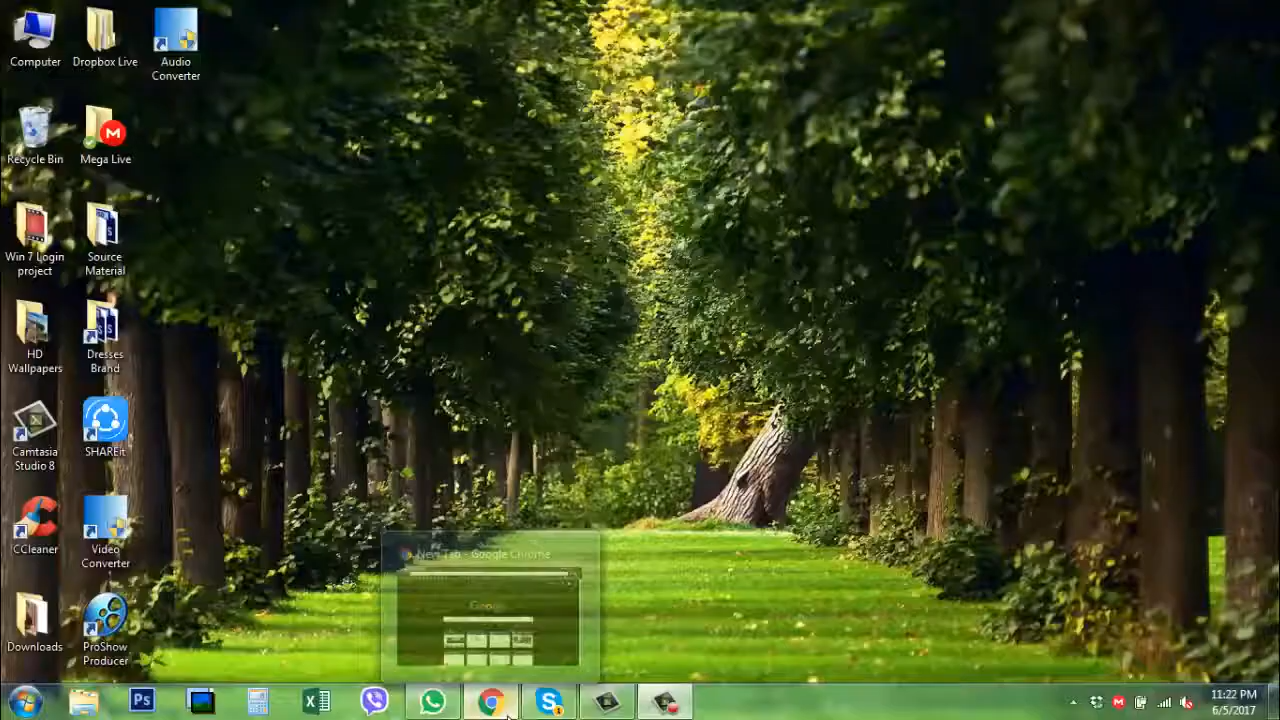 Computer
Dropbox Live
Audio
Converter
Recycle Bin
Mega Live
Win 7 Login
project
Source
Material
HD
Wallpapers
Dresses
Brand
Camtasia
Studio 8
SHAREit
CCleaner
Video
Converter
Downloads
ProShow
Producer
New Tab - Google Chrome
Google
Ps
11:22 PM
6/5/2017